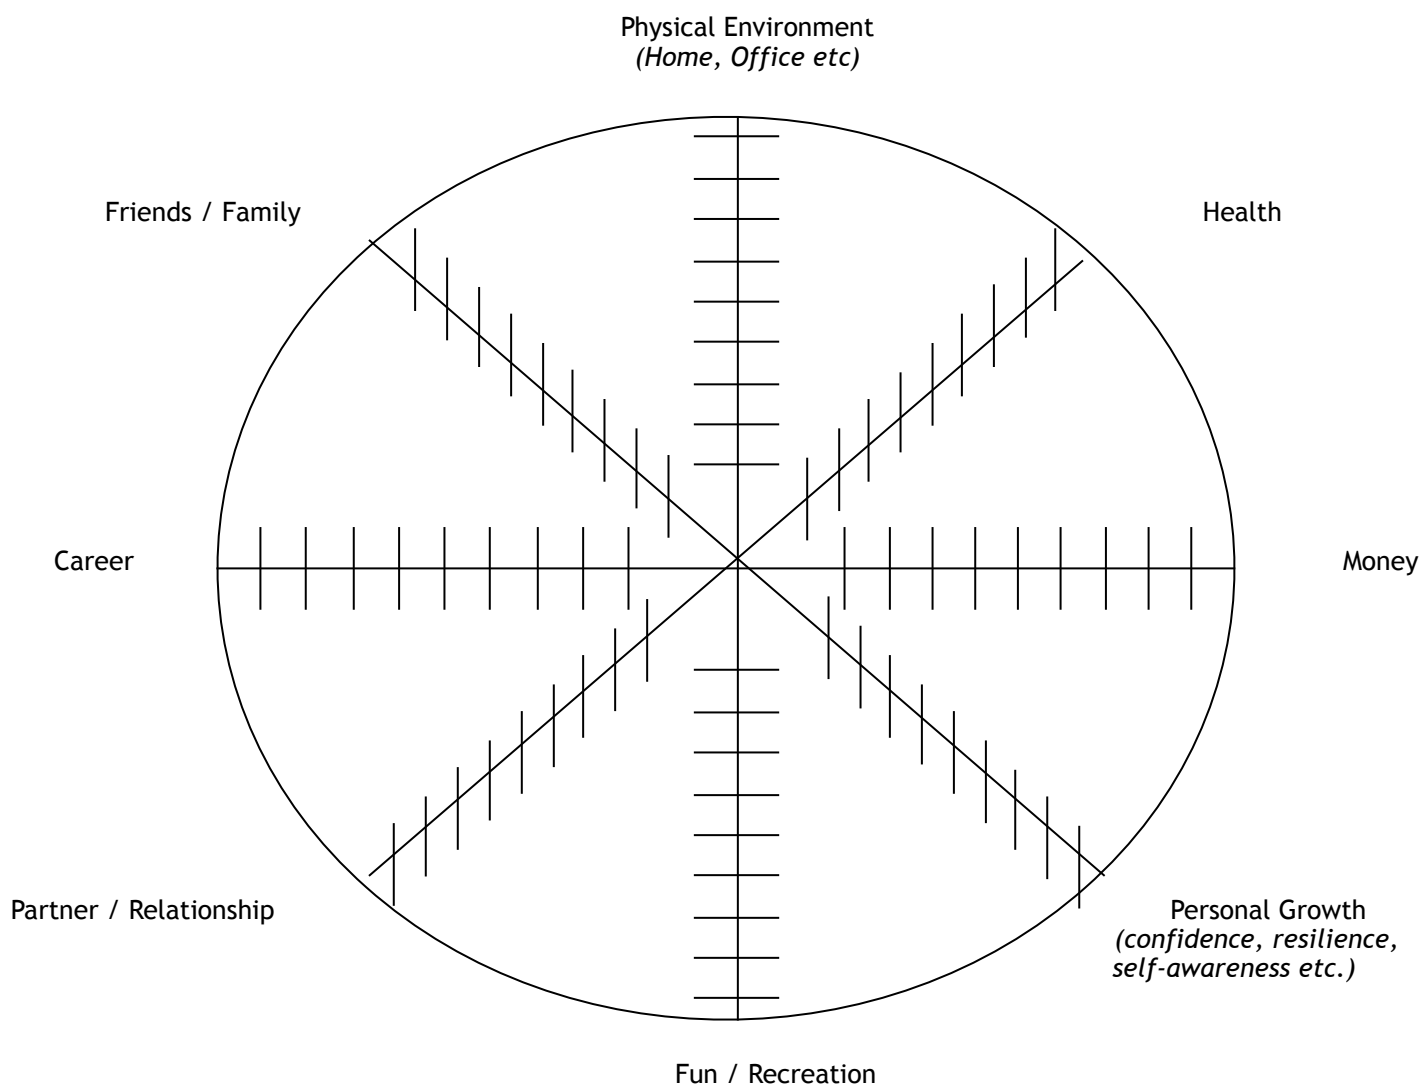 Physical Environment
(Home, Office etc)
Friends / Family
Health
Career
Money
Partner / Relationship
Personal Growth
(confidence, resilience,
self-awareness etc.)
Fun / Recreation